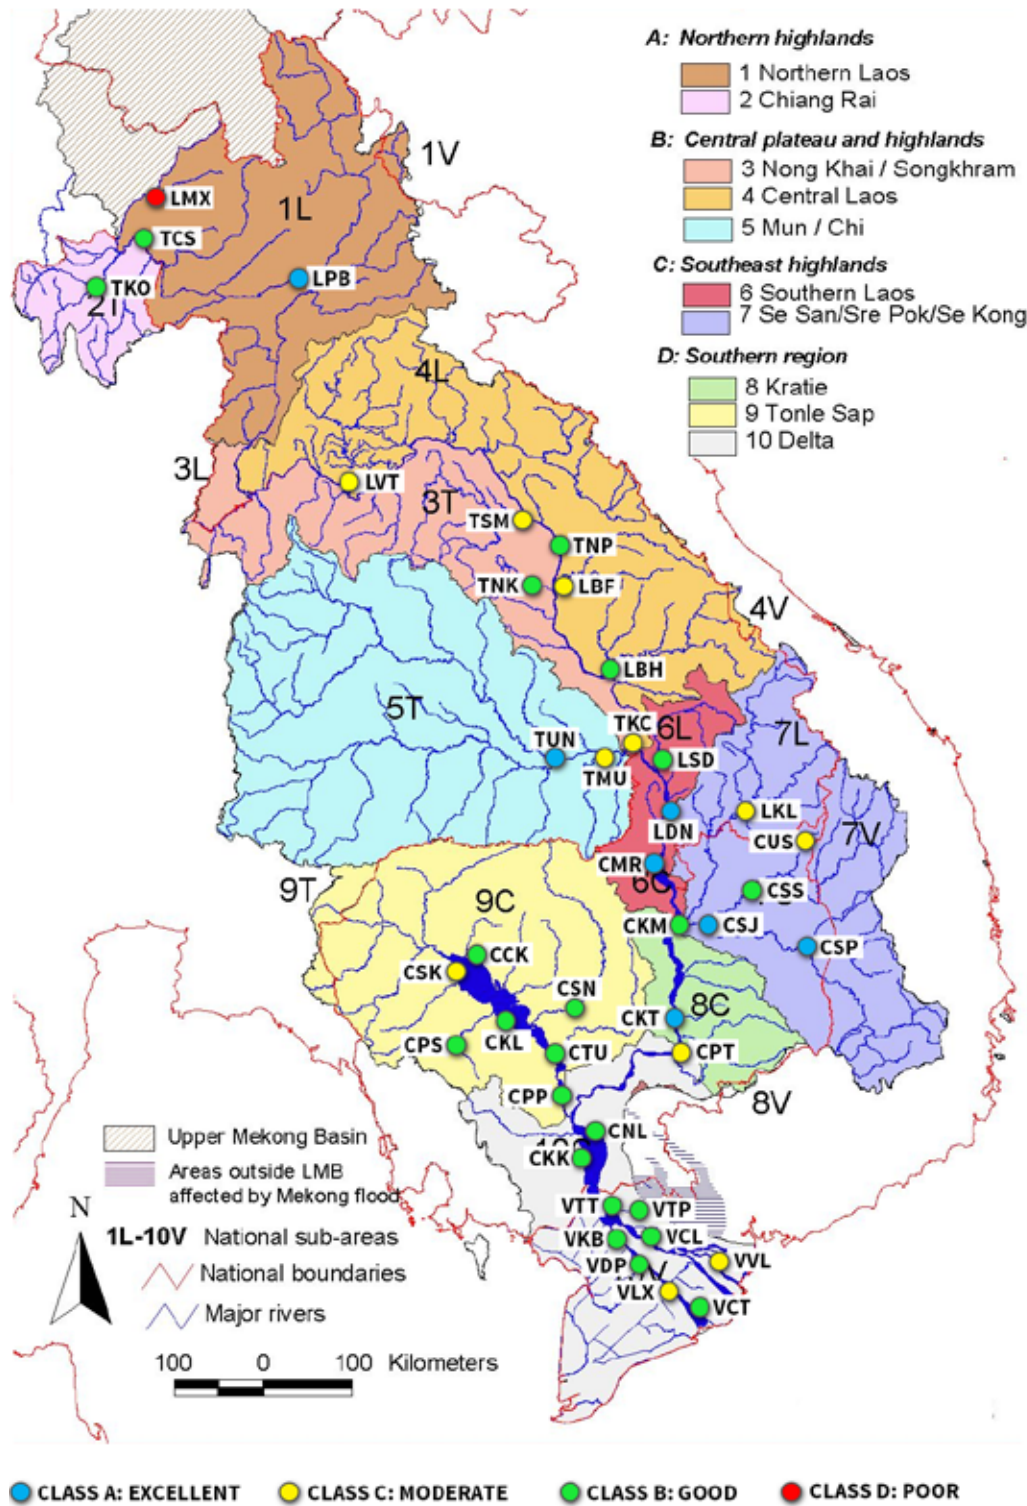 A: Northern highlands
1 Northern Laos
2 Chiang Rai
B: Central plateau and highlands
3 Nong Khai / Songkhram
4 Central Laos
5 Mun / Chi
C: Southeast highlands
6 Southern Laos
7 Se San/Sre Pok/Se Kong
D: Southern region
8 Kratie
9 Tonle Sap
10 Delta
1V
LMX
1L
TCS
LPB
TKO
2T
4L
3L
LVT
3T
TSM
TNP
TNK
LBF
4V
LBH
5T
TKC
6L
7L
TUN
LSD
TMU
LKL
LDN
CUS
7V
CMR
9T
6C
CSS
9C
CKM
CSJ
CSP
CCK
CSK
CSN
8C
CKT
CKL
CPS
CTU
CPT
CPP
8V
CNL
CKK
VTT
VTP
VKB
VCL
VDP
VVL
VLX
VCT
Upper Mekong Basin
Areas outside LMB
affected by Mekong flood
N
1L-10V National sub-areas
National boundaries
Major rivers
100 0 100 Kilometers
CLASS A: EXCELLENT CLASS C: MODERATE CLASS B: GOOD CLASS D: POOR